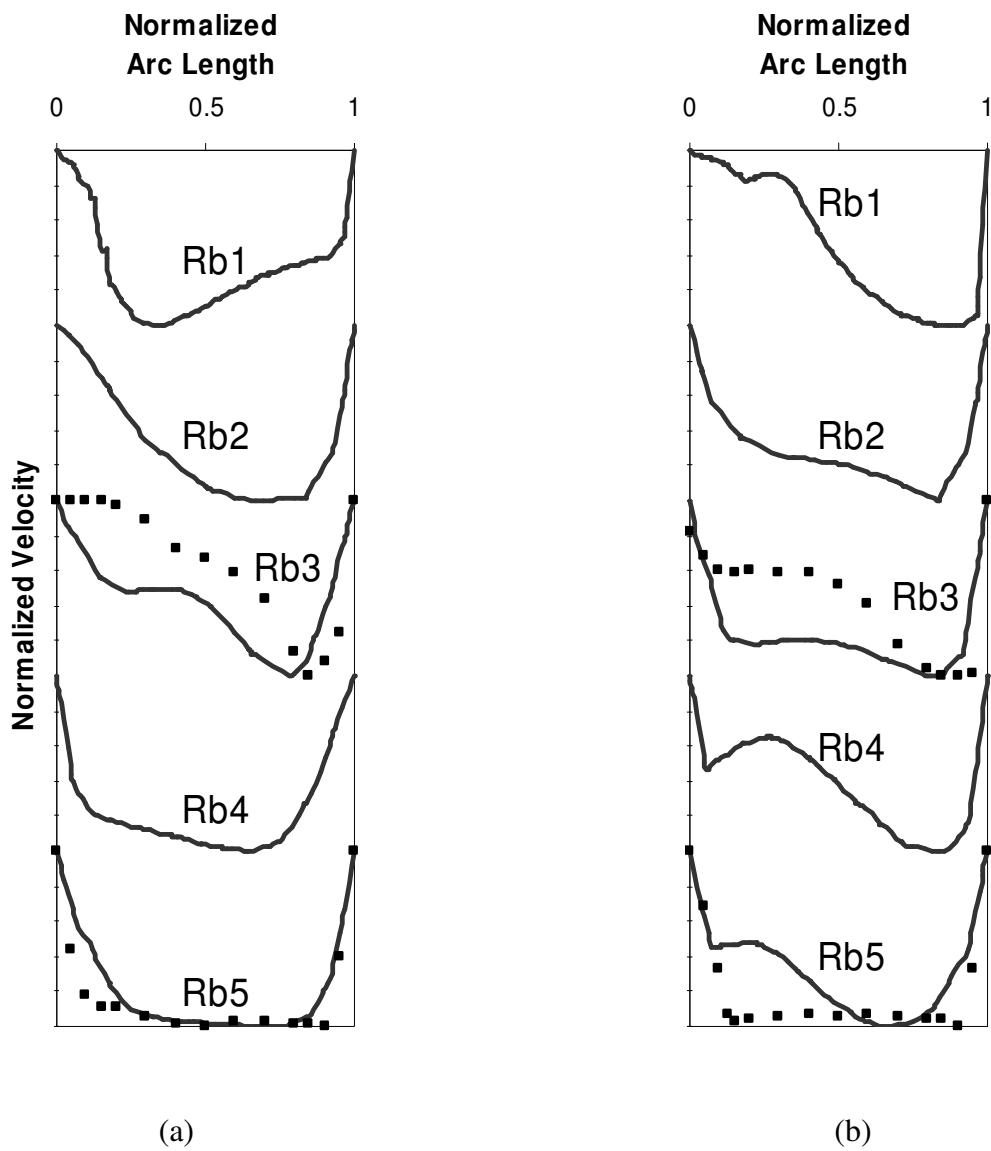 Normalized
Arc Length
0 0.5 1
Rb1
Rb2
Rb3
Rb4
Rb5
Normalized Velocity
(a)
Normalized
Arc Length
0 0.5 1
Rb1
Rb2
Rb3
Rb4
Rb5
(b)